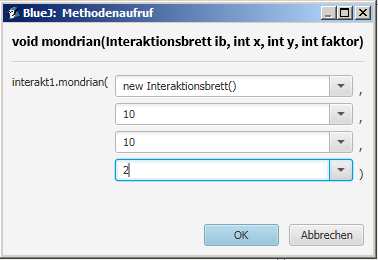 BlueJ: Methodenaufruf
void mondrian(Interaktionsbrett ib, int x, int y, int faktor)
interakt1.mondrian( new Interaktionsbrett() ,
10 ,
10 ,
2 )
OK Abbrechen